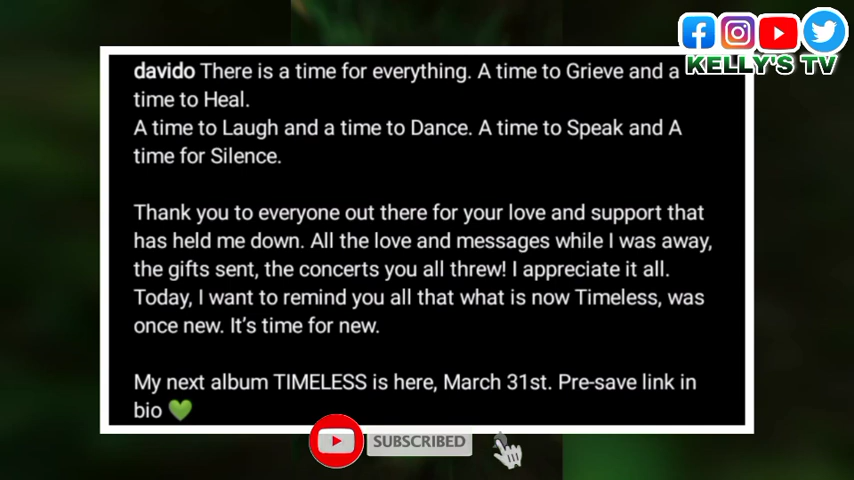 KELLY'S TV
davido There is a time for everything. A time to Grieve and a
time to Heal.
A time to Laugh and a time to Dance. A time to Speak and A
time for Silence.
Thank you to everyone out there for your love and support that
has held me down. All the love and messages while I was away,
the gifts sent, the concerts you all threw! I appreciate it all.
Today, I want to remind you all that what is now Timeless, was
once new. It's time for new.
My next album TIMELESS is here, March 31st. Pre-save link in
bio 💚
SUBSCRIBED